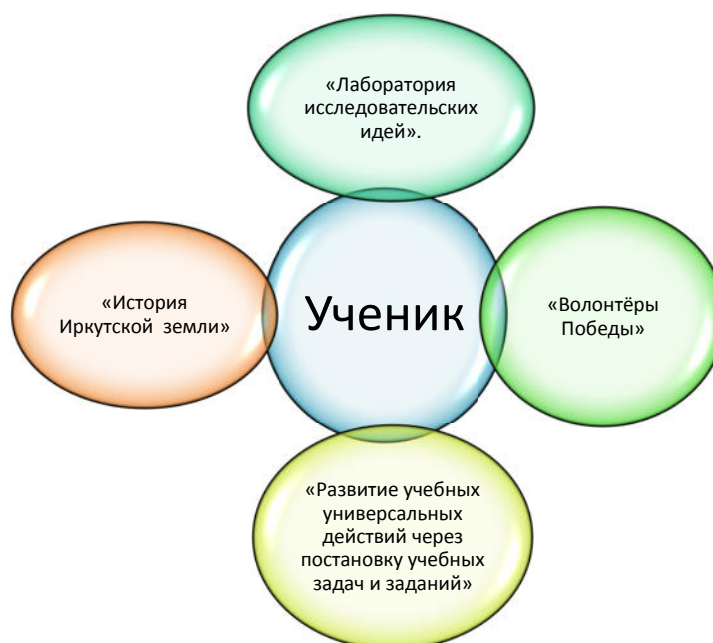 «Лаборатория
исследовательских
идей».
«История
Иркутской земли»
Ученик
«Волонтёры
Победы»
«Развитие учебных
универсальных
действий через
постановку учебных
задач и заданий»